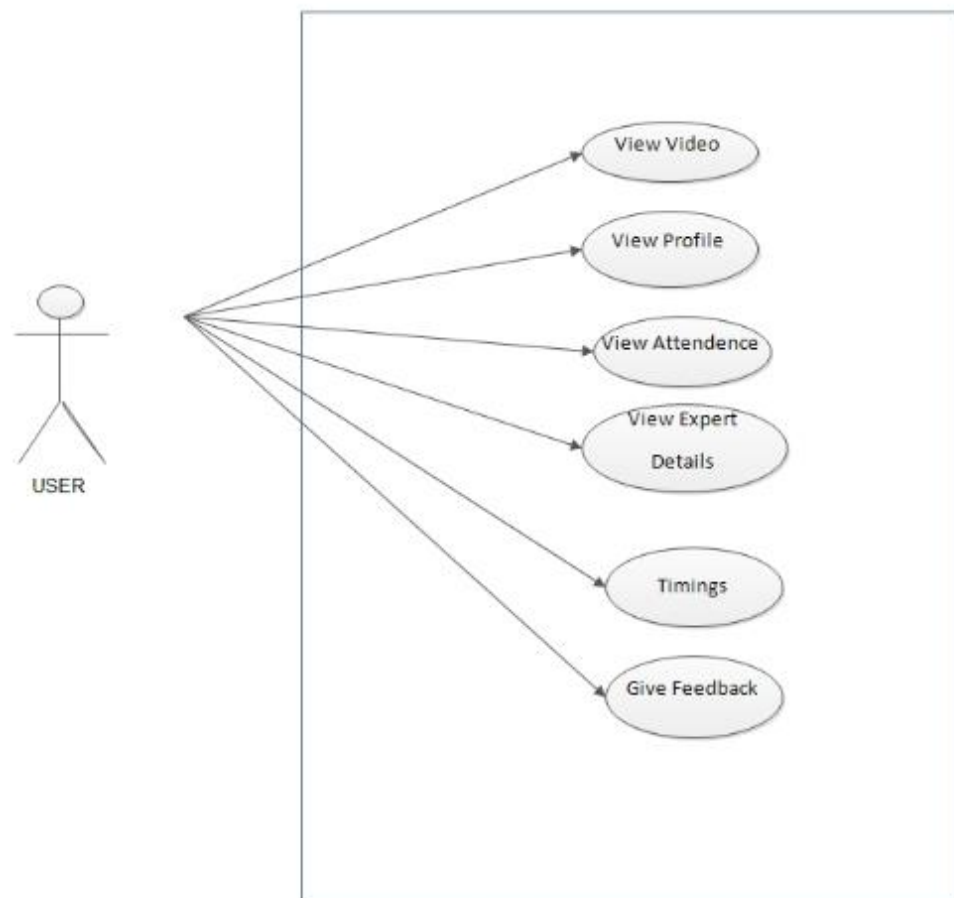 View Video
View Profile
View Attendence
View Expert
Details
USER
Timings
Give Feedback